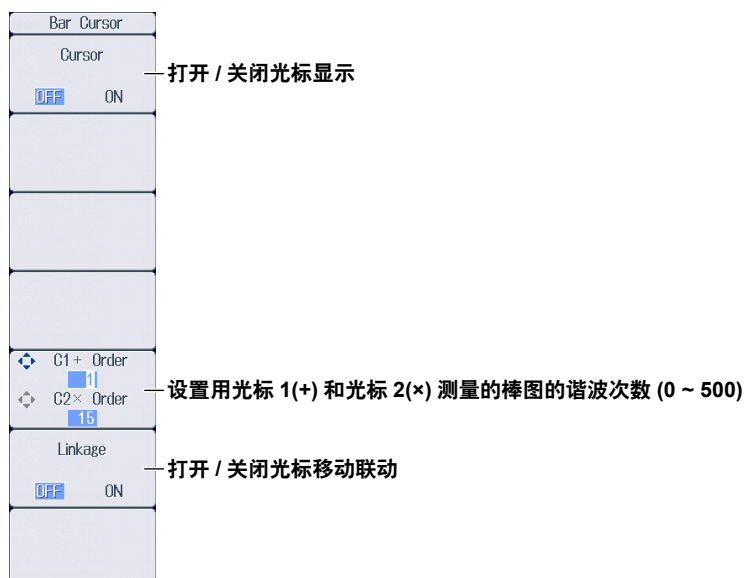 Bar Cursor
Cursor
OFF ON
打开 / 关闭光标显示
C1+ Order
1
C2× Order
15
设置用光标 1(+) 和光标 2(×) 测量的棒图的谐波次数 (0 ~ 500)
Linkage
OFF ON
打开 / 关闭光标移动联动